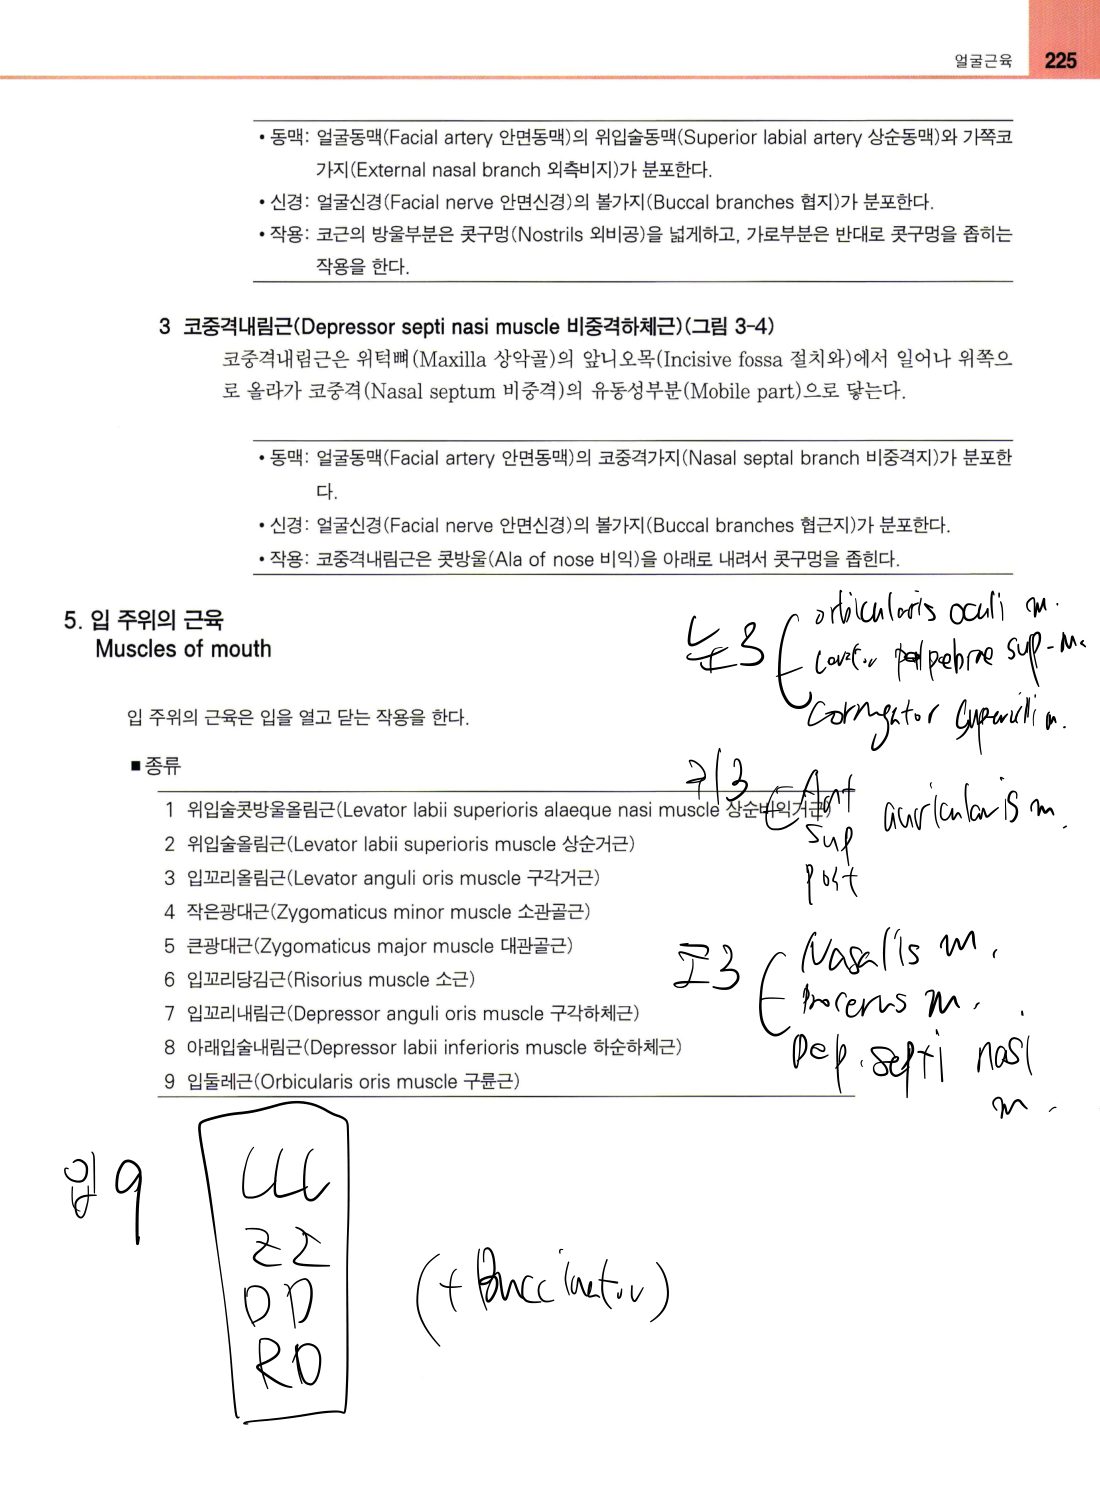 얼굴근육 225
• 동맥: 얼굴동맥(Facial artery 안면동맥)의 위입술동맥(Superior labial artery 상순동맥)와 가쪽코
가지(External nasal branch 외측비지)가 분포한다.
• 신경: 얼굴신경(Facial nerve 안면신경)의 볼가지(Buccal branches 협지)가 분포한다.
• 작용: 코근의 방울부분은 콧구멍(Nostrils 외비공)을 넓게하고, 가로부분은 반대로 콧구멍을 좁히는
작용을 한다.
3 코중격내림근(Depressor septi nasi muscle 비중격하체근)(그림 3-4)
코중격내림근은 위턱뼈(Maxilla 상악골)의 앞니오목(Incisive fossa 절치와)에서 일어나 위쪽으
로 올라가 코중격(Nasal septum 비중격)의 유동성부분(Mobile part)으로 닿는다.
• 동맥: 얼굴동맥(Facial artery 안면동맥)의 코중격가지(Nasal septal branch 비중격지)가 분포한
다.
• 신경: 얼굴신경(Facial nerve 안면신경)의 볼가지(Buccal branches 협근지)가 분포한다.
• 작용: 코중격내림근은 콧방울(Ala of nose 비익)을 아래로 내려서 콧구멍을 좁힌다.
5. 입 주위의 근육
Muscles of mouth
눈3
orbicularis oculi m.
Levator palpebrae sup. m.
Corrugator supercilii m.
입 주위의 근육은 입을 열고 닫는 작용을 한다.
■ 종류
1 위입술콧방울올림근(Levator labii superioris alaeque nasi muscle 상순비익거근)
2 위입술올림근(Levator labii superioris muscle 상순거근)
3 입꼬리올림근(Levator anguli oris muscle 구각거근)
4 작은광대근(Zygomaticus minor muscle 소관골근)
5 큰광대근(Zygomaticus major muscle 대관골근)
6 입꼬리당김근(Risorius muscle 소근)
7 입꼬리내림근(Depressor anguli oris muscle 구각하체근)
8 아래입술내림근(Depressor labii inferioris muscle 하순하체근)
9 입둘레근(Orbicularis oris muscle 구륜근)
귀3
Ant
sup
post
auricularis m.
코3
Nasalis m.
Procerus m.
Dep. septi nasi
m.
입 9
LLL
ZZ
DD
RO
(+ Buccinator)